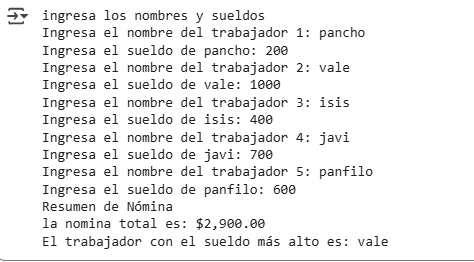 ingresa los nombres y sueldos
Ingresa el nombre del trabajador 1: pancho
Ingresa el sueldo de pancho: 200
Ingresa el nombre del trabajador 2: vale
Ingresa el sueldo de vale: 1000
Ingresa el nombre del trabajador 3: isis
Ingresa el sueldo de isis: 400
Ingresa el nombre del trabajador 4: javi
Ingresa el sueldo de javi: 700
Ingresa el nombre del trabajador 5: panfilo
Ingresa el sueldo de panfilo: 600
Resumen de Nómina
la nomina total es: $2,900.00
El trabajador con el sueldo más alto es: vale